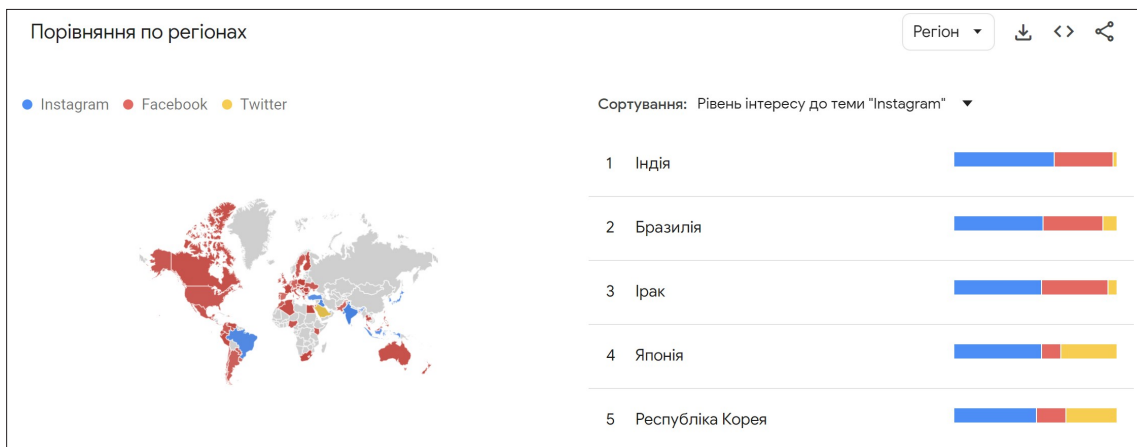 Порівняння по регіонах
Регіон
Instagram Facebook Twitter
Сортування: Рівень інтересу до теми "Instagram"
1 Індія
2 Бразилія
3 Ірак
4 Японія
5 Республіка Корея